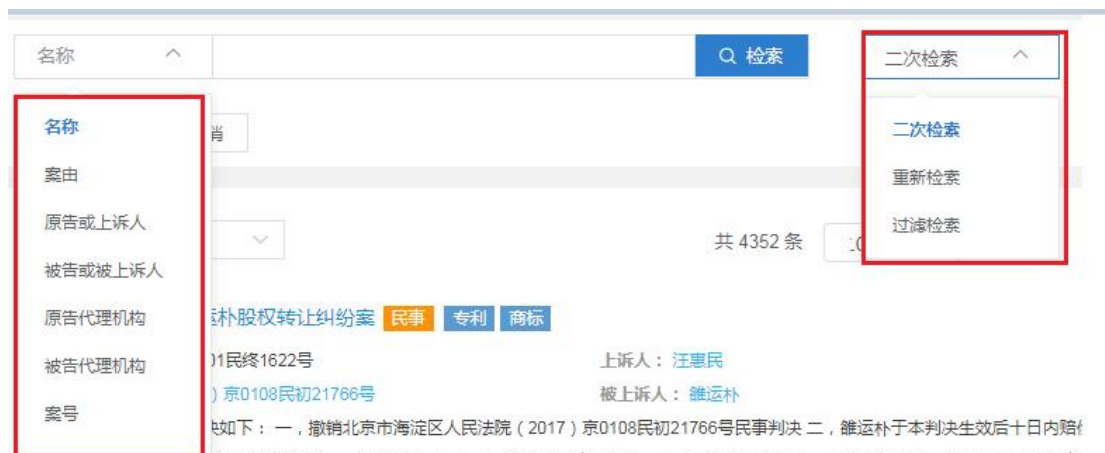 名称 检索 二次检索
名称 消 二次检索
案由 重新检索
原告或上诉人 共 4352 条 过滤检索
被告或被上诉人
原告代理机构 运朴股权转让纠纷案 民事 专利 商标
被告代理机构 01民终1622号 上诉人：汪惠民
案号 ）京0108民初21766号 被上诉人：雒运朴
决如下：一，撤销北京市海淀区人民法院（2017）京0108民初21766号民事判决 二，雒运朴于本判决生效后十日内赔偿